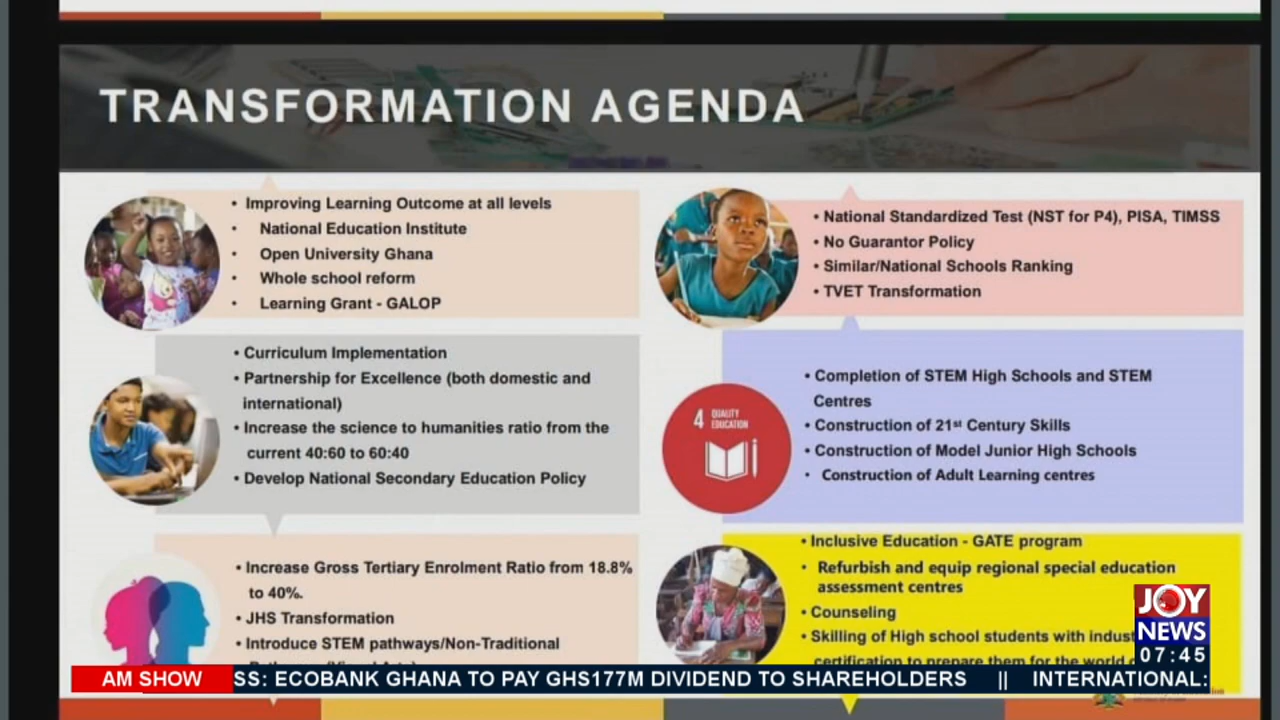 TRANSFORMATION AGENDA
• Improving Learning Outcome at all levels
• National Education Institute
• Open University Ghana
• Whole school reform
• Learning Grant - GALOP
• National Standardized Test (NST for P4), PISA, TIMSS
• No Guarantor Policy
• Similar/National Schools Ranking
• TVET Transformation
• Curriculum Implementation
• Partnership for Excellence (both domestic and
international)
• Increase the science to humanities ratio from the
current 40:60 to 60:40
• Develop National Secondary Education Policy
4 QUALITY
EDUCATION
• Completion of STEM High Schools and STEM
Centres
• Construction of 21st Century Skills
• Construction of Model Junior High Schools
• Construction of Adult Learning centres
• Increase Gross Tertiary Enrolment Ratio from 18.8%
to 40%.
• JHS Transformation
• Introduce STEM pathways/Non-Traditional
• Inclusive Education - GATE program
• Refurbish and equip regional special education
assessment centres
• Counseling
• Skilling of High school students with indust
certification to prepare them for the world
JOY
NEWS
07:45
AM SHOW
SS: ECOBANK GHANA TO PAY GHS177M DIVIDEND TO SHAREHOLDERS || INTERNATIONAL: